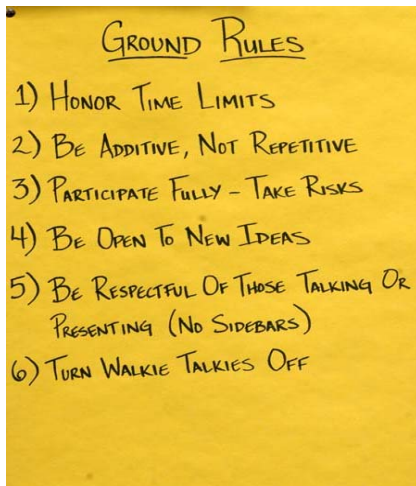 GROUND RULES
1) HONOR TIME LIMITS
2) BE ADDITIVE, NOT REPETITIVE
3) PARTICIPATE FULLY - TAKE RISKS
4) BE OPEN TO NEW IDEAS
5) BE RESPECTFUL OF THOSE TALKING OR
PRESENTING (NO SIDEBARS)
6) TURN WALKIE TALKIES OFF